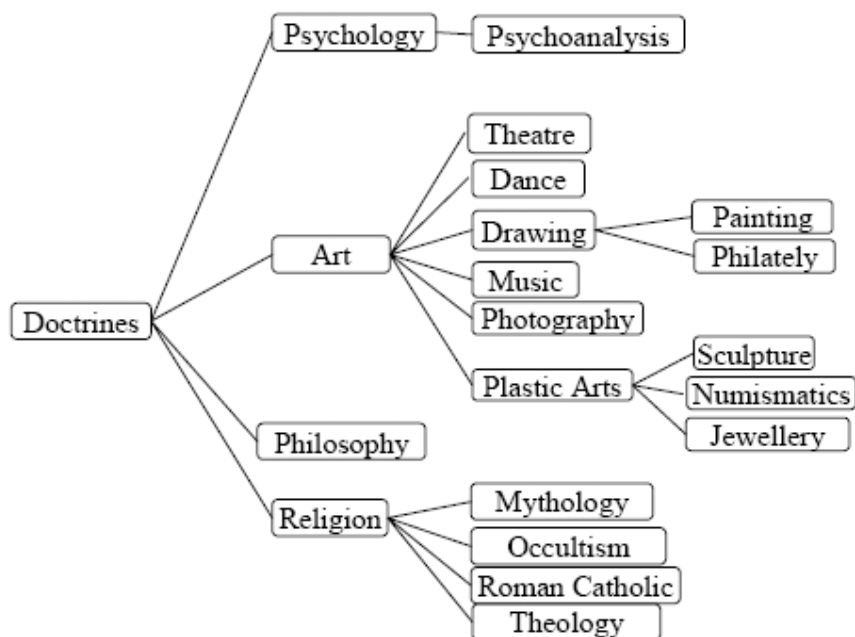 Psychology
Psychoanalysis
Theatre
Dance
Drawing
Painting
Philately
Art
Music
Photography
Doctrines
Plastic Arts
Sculpture
Numismatics
Jewellery
Philosophy
Religion
Mythology
Occultism
Roman Catholic
Theology